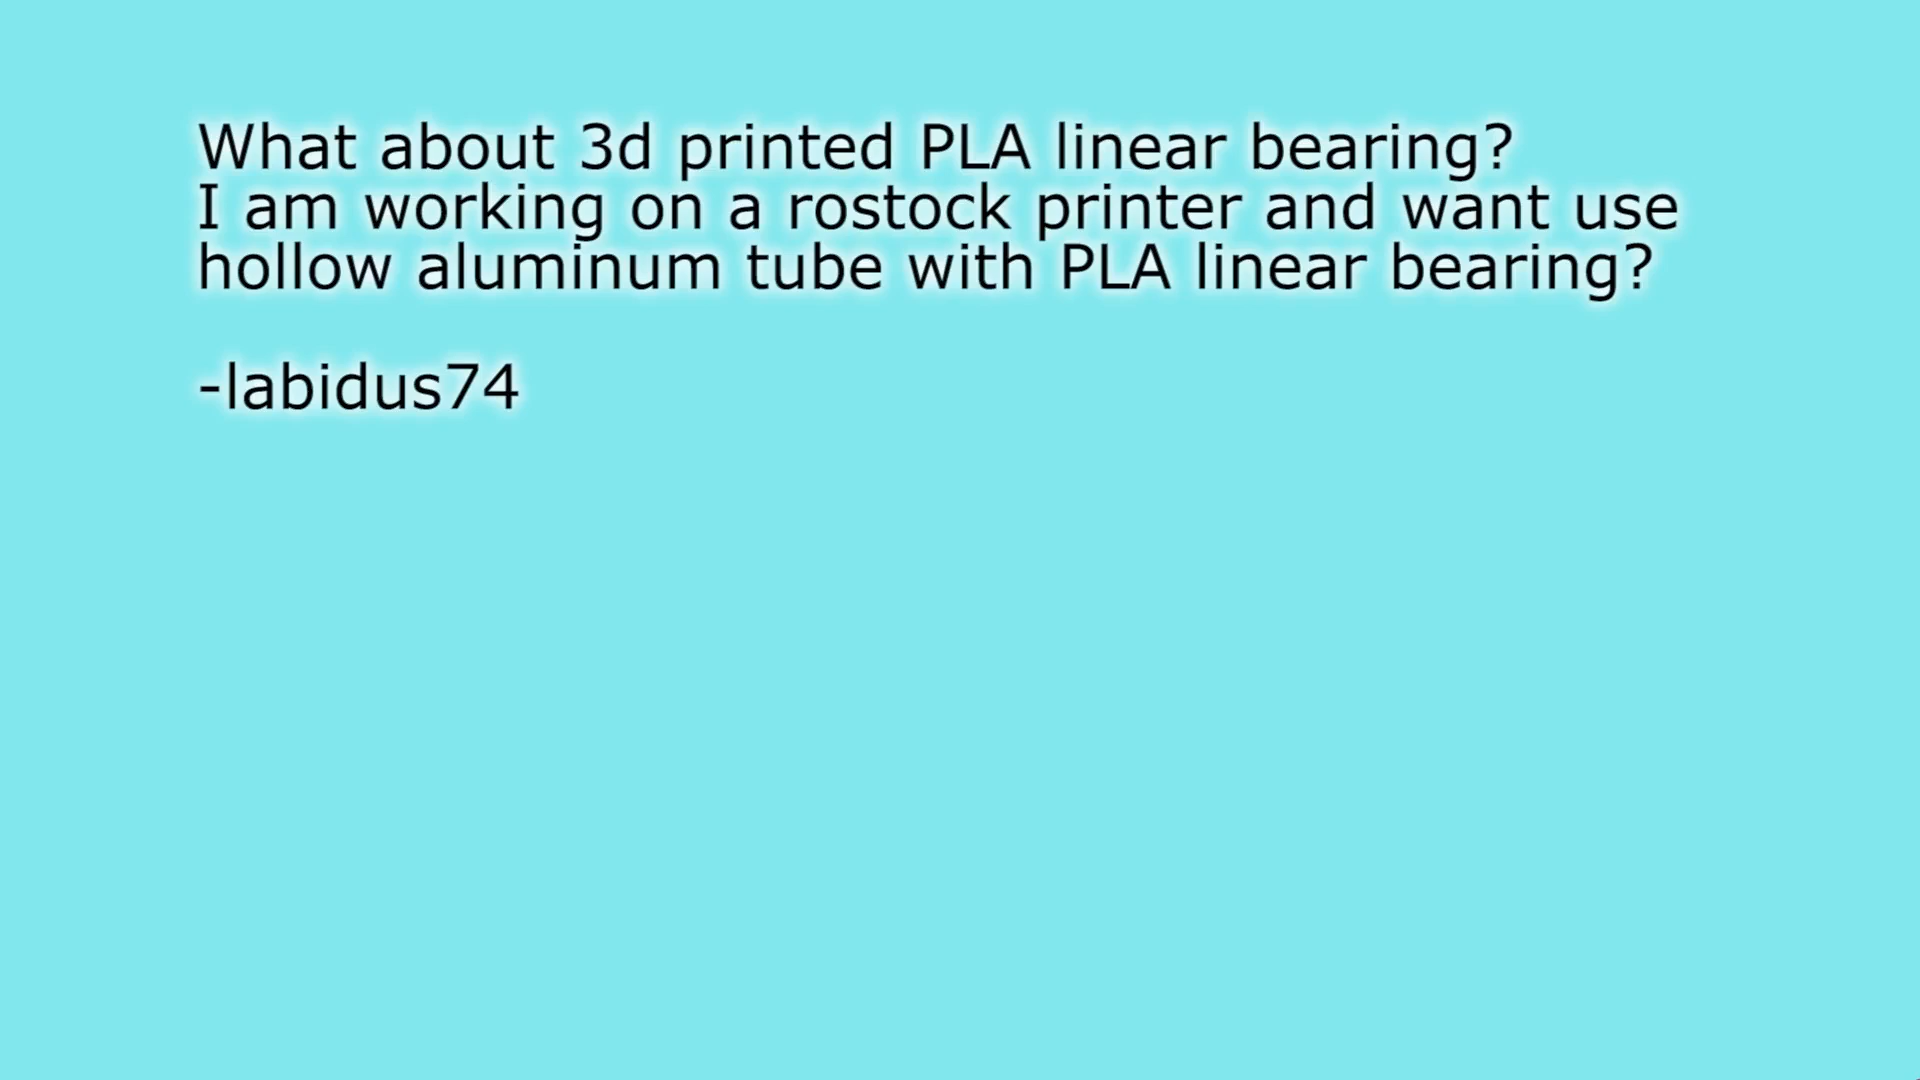 What about 3d printed PLA linear bearing?
I am working on a rostock printer and want use
hollow aluminum tube with PLA linear bearing?
-labidus74